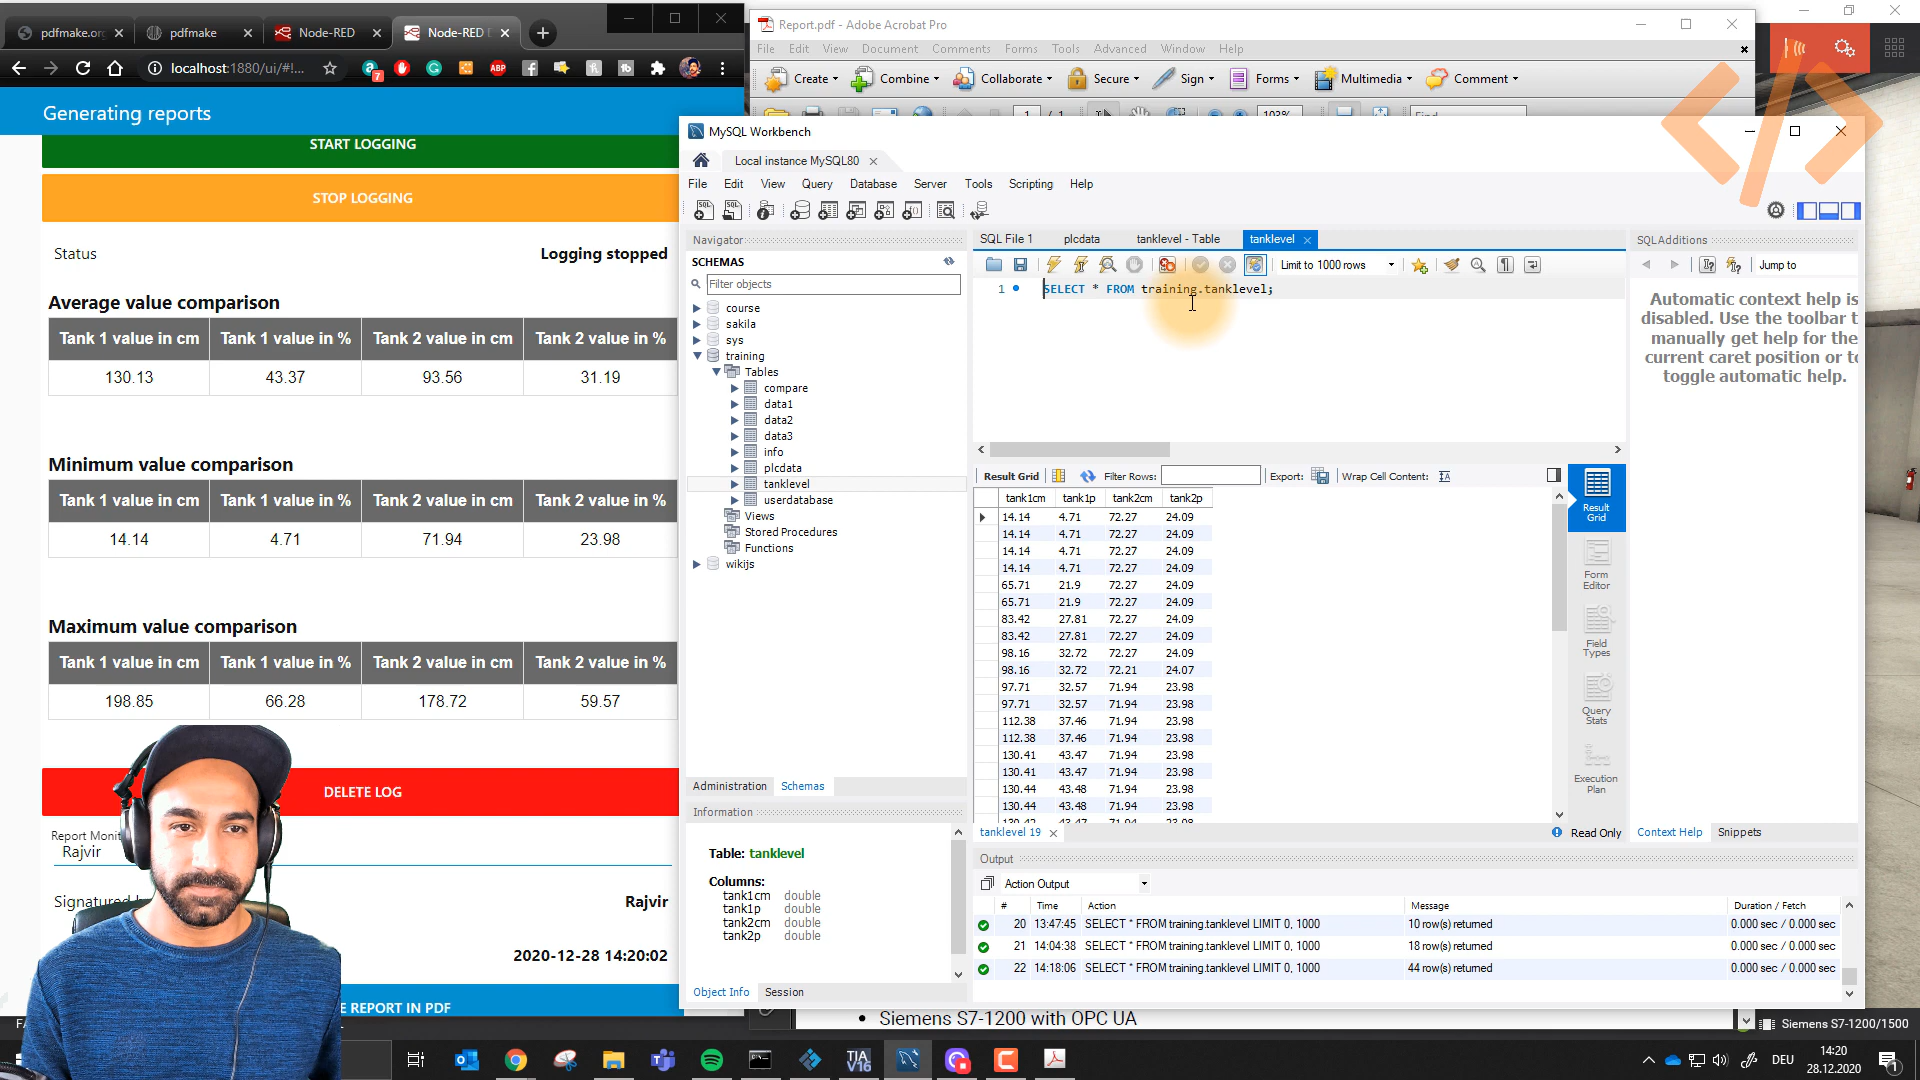 pdfmake.or
pdfmake
Node-RED
Node-RED
localhost:1880/ui/#!...
7
ABP
Generating reports
START LOGGING
STOP LOGGING
Status
Logging stopped
Average value comparison
Tank 1 value in cm
Tank 1 value in %
Tank 2 value in cm
Tank 2 value in %
130.13
43.37
93.56
31.19
Minimum value comparison
Tank 1 value in cm
Tank 1 value in %
Tank 2 value in cm
Tank 2 value in %
14.14
4.71
71.94
23.98
Maximum value comparison
Tank 1 value in cm
Tank 1 value in %
Tank 2 value in cm
Tank 2 value in %
198.85
66.28
178.72
59.57
DELETE LOG
Report Monit
Rajvir
Signatured
Rajvir
2020-12-28 14:20:02
E REPORT IN PDF
Report.pdf - Adobe Acrobat Pro
File Edit View Document Comments Forms Tools Advanced Window Help
Create Combine Collaborate Secure Sign Forms Multimedia Comment
1 / 1
103%
Find
MySQL Workbench
Local instance MySQL80
File Edit View Query Database Server Tools Scripting Help
Navigator
SCHEMAS
Filter objects
course
sakila
sys
training
Tables
compare
data1
data2
data3
info
plcdata
tanklevel
userdatabase
Views
Stored Procedures
Functions
wikijs
Administration Schemas
Information
Table: tanklevel
Columns:
tank1cm double
tank1p double
tank2cm double
tank2p double
Object Info Session
SQL File 1 plcdata tanklevel - Table tanklevel
Limit to 1000 rows
1 SELECT * FROM training.tanklevel;
Result Grid Filter Rows: Export: Wrap Cell Content:
tank1cm tank1p tank2cm tank2p
14.14 4.71 72.27 24.09
14.14 4.71 72.27 24.09
14.14 4.71 72.27 24.09
14.14 4.71 72.27 24.09
65.71 21.9 72.27 24.09
65.71 21.9 72.27 24.09
83.42 27.81 72.27 24.09
83.42 27.81 72.27 24.09
98.16 32.72 72.27 24.09
98.16 32.72 72.21 24.07
97.71 32.57 71.94 23.98
97.71 32.57 71.94 23.98
112.38 37.46 71.94 23.98
112.38 37.46 71.94 23.98
130.41 43.47 71.94 23.98
130.41 43.47 71.94 23.98
130.44 43.48 71.94 23.98
130.44 43.48 71.94 23.98
Result Grid
Form Editor
Field Types
Query Stats
Execution Plan
tanklevel 19
Read Only
SQLAdditions
Jump to
Automatic context help is
disabled. Use the toolbar t
manually get help for the
current caret position or to
toggle automatic help.
Context Help Snippets
Output
Action Output
# Time Action Message Duration / Fetch
20 13:47:45 SELECT * FROM training.tanklevel LIMIT 0, 1000 10 row(s) returned 0.000 sec / 0.000 sec
21 14:04:38 SELECT * FROM training.tanklevel LIMIT 0, 1000 18 row(s) returned 0.000 sec / 0.000 sec
22 14:18:06 SELECT * FROM training.tanklevel LIMIT 0, 1000 44 row(s) returned 0.000 sec / 0.000 sec
Siemens S7-1200 with OPC UA
Siemens S7-1200/1500
TIA V16
DEU
14:20
28.12.2020
1